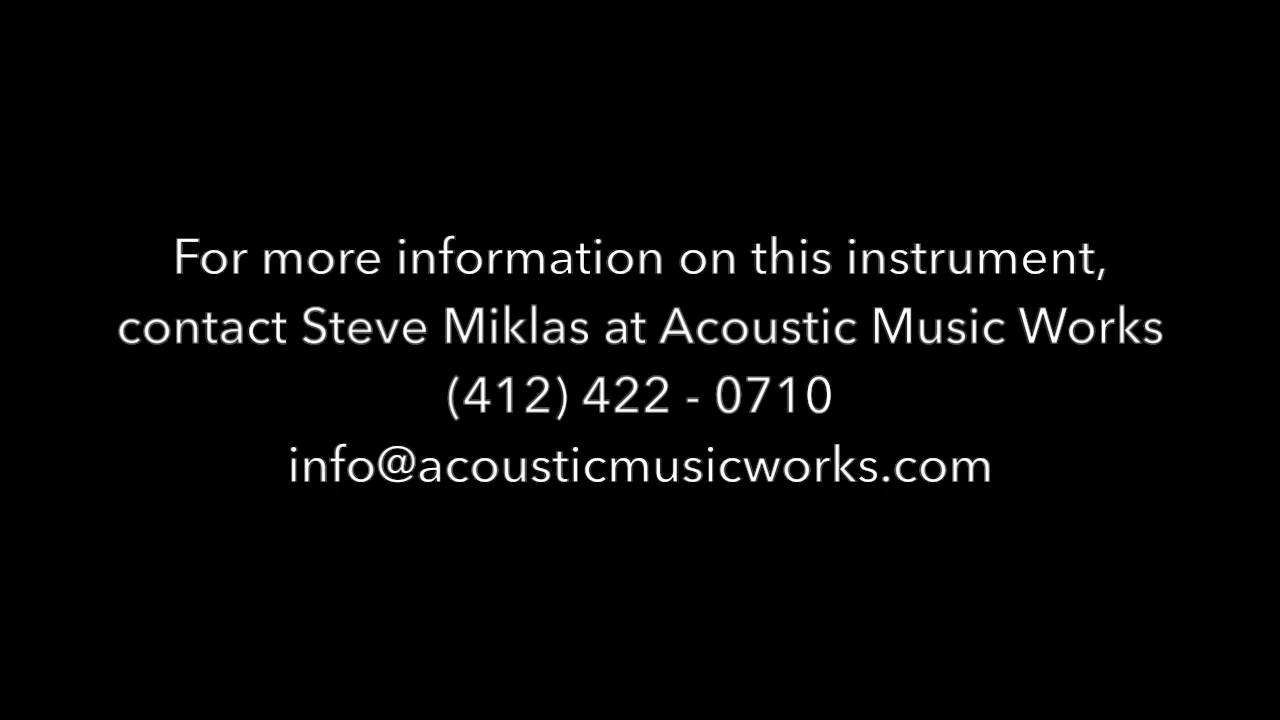 For more information on this instrument,
contact Steve Miklas at Acoustic Music Works
(412) 422 - 0710
info@acousticmusicworks.com